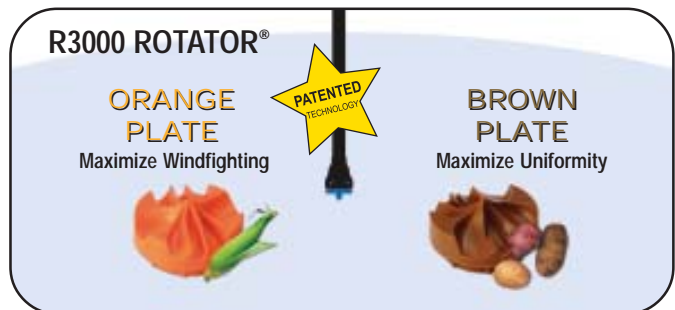 R3000 ROTATOR®
PATENTED
TECHNOLOGY
ORANGE
PLATE
Maximize Windfighting
BROWN
PLATE
Maximize Uniformity